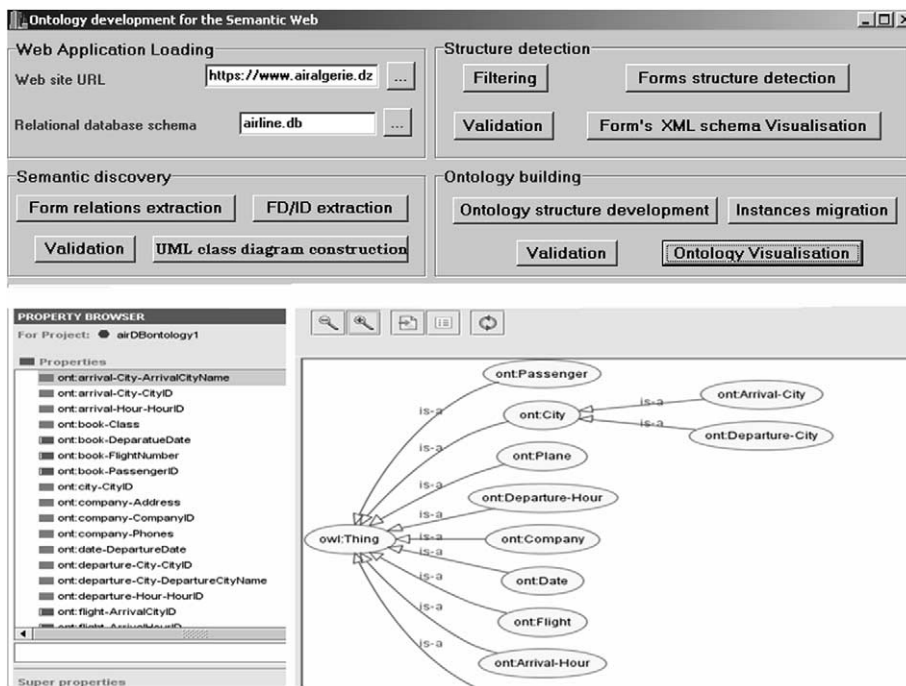 Ontology development for the Semantic Web
Web Application Loading
Web site URL
https://www.airalgerie.dz
...
Relational database schema
airline.db
...
Structure detection
Filtering
Forms structure detection
Validation
Form's XML schema Visualisation
Semantic discovery
Form relations extraction
FD/ID extraction
Validation
UML class diagram construction
Ontology building
Ontology structure development
Instances migration
Validation
Ontology Visualisation
PROPERTY BROWSER
For Project: airDBontology1
Properties
ont:arrival-City-ArrivalCityName
ont:arrival-City-CityID
ont:arrival-Hour-HourID
ont:book-Class
ont:book-DeparatueDate
ont:book-FlightNumber
ont:book-PassengerID
ont:city-CityID
ont:company-Address
ont:company-CompanyID
ont:company-Phones
ont:date-DepartureDate
ont:departure-City-CityID
ont:departure-City-DepartureCityName
ont:departure-Hour-HourID
ont:flight-ArrivalCityID
ont:flight-ArrivalHourID
Super properties
ont:Passenger
is-a
ont:City
is-a
ont:Arrival-City
is-a
ont:Departure-City
is-a
ont:Plane
is-a
ont:Departure-Hour
is-a
owl:Thing
is-a
ont:Company
is-a
ont:Date
is-a
ont:Flight
is-a
ont:Arrival-Hour
is-a